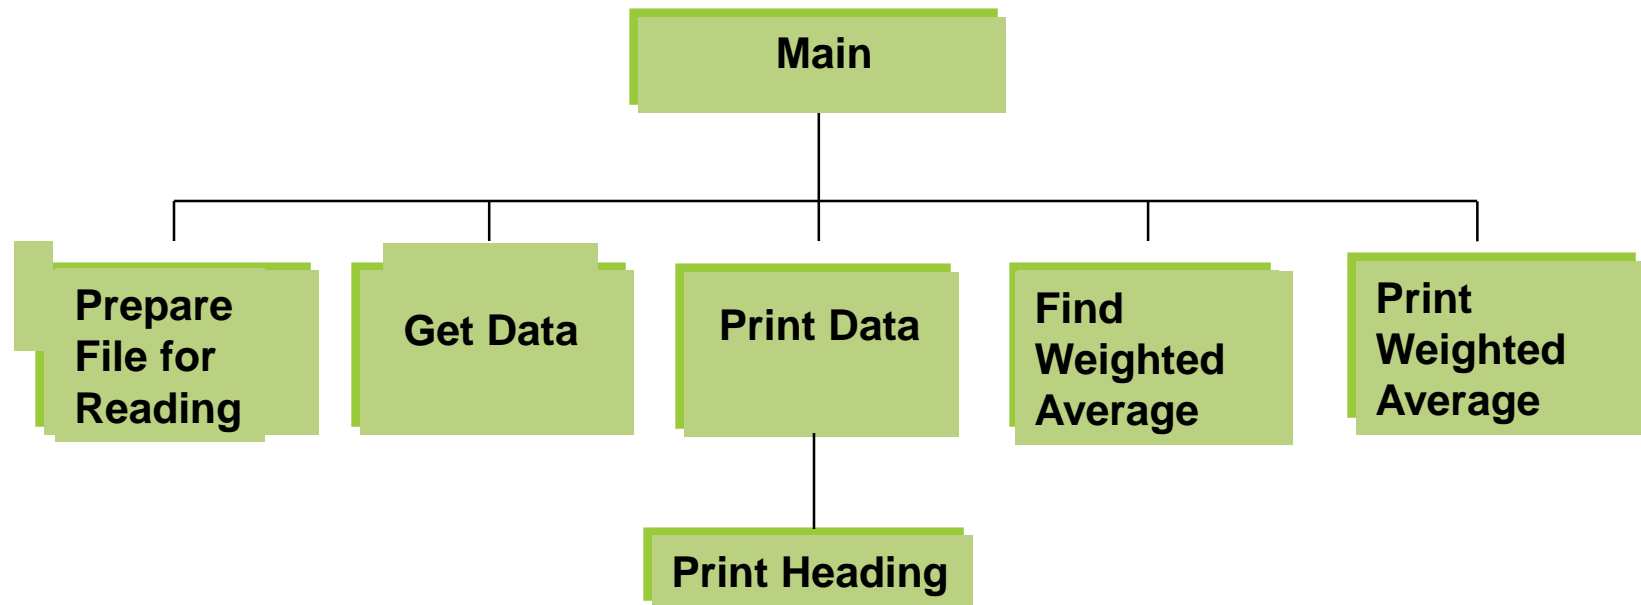 Main
Prepare
File for
Reading
Get Data
Print Data
Find
Weighted
Average
Print
Weighted
Average
Print Heading